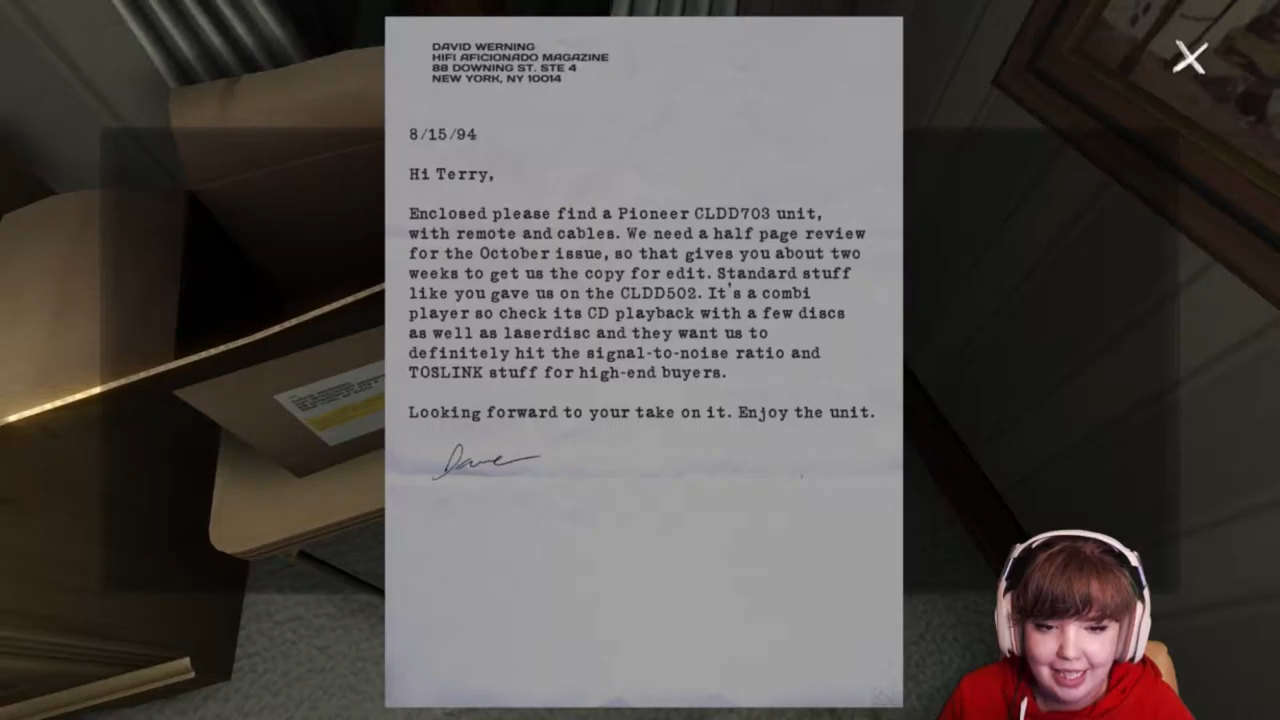 DAVID WERNING
HIFI AFICIONADO MAGAZINE
88 DOWNING ST. STE 4
NEW YORK, NY 10014
8/15/94
Hi Terry,
Enclosed please find a Pioneer CLDD703 unit,
with remote and cables. We need a half page review
for the October issue, so that gives you about two
weeks to get us the copy for edit. Standard stuff
like you gave us on the CLDD502. It's a combi
player so check its CD playback with a few discs
as well as laserdisc and they want us to
definitely hit the signal-to-noise ratio and
TOSLINK stuff for high-end buyers.
Looking forward to your take on it. Enjoy the unit.
Dave